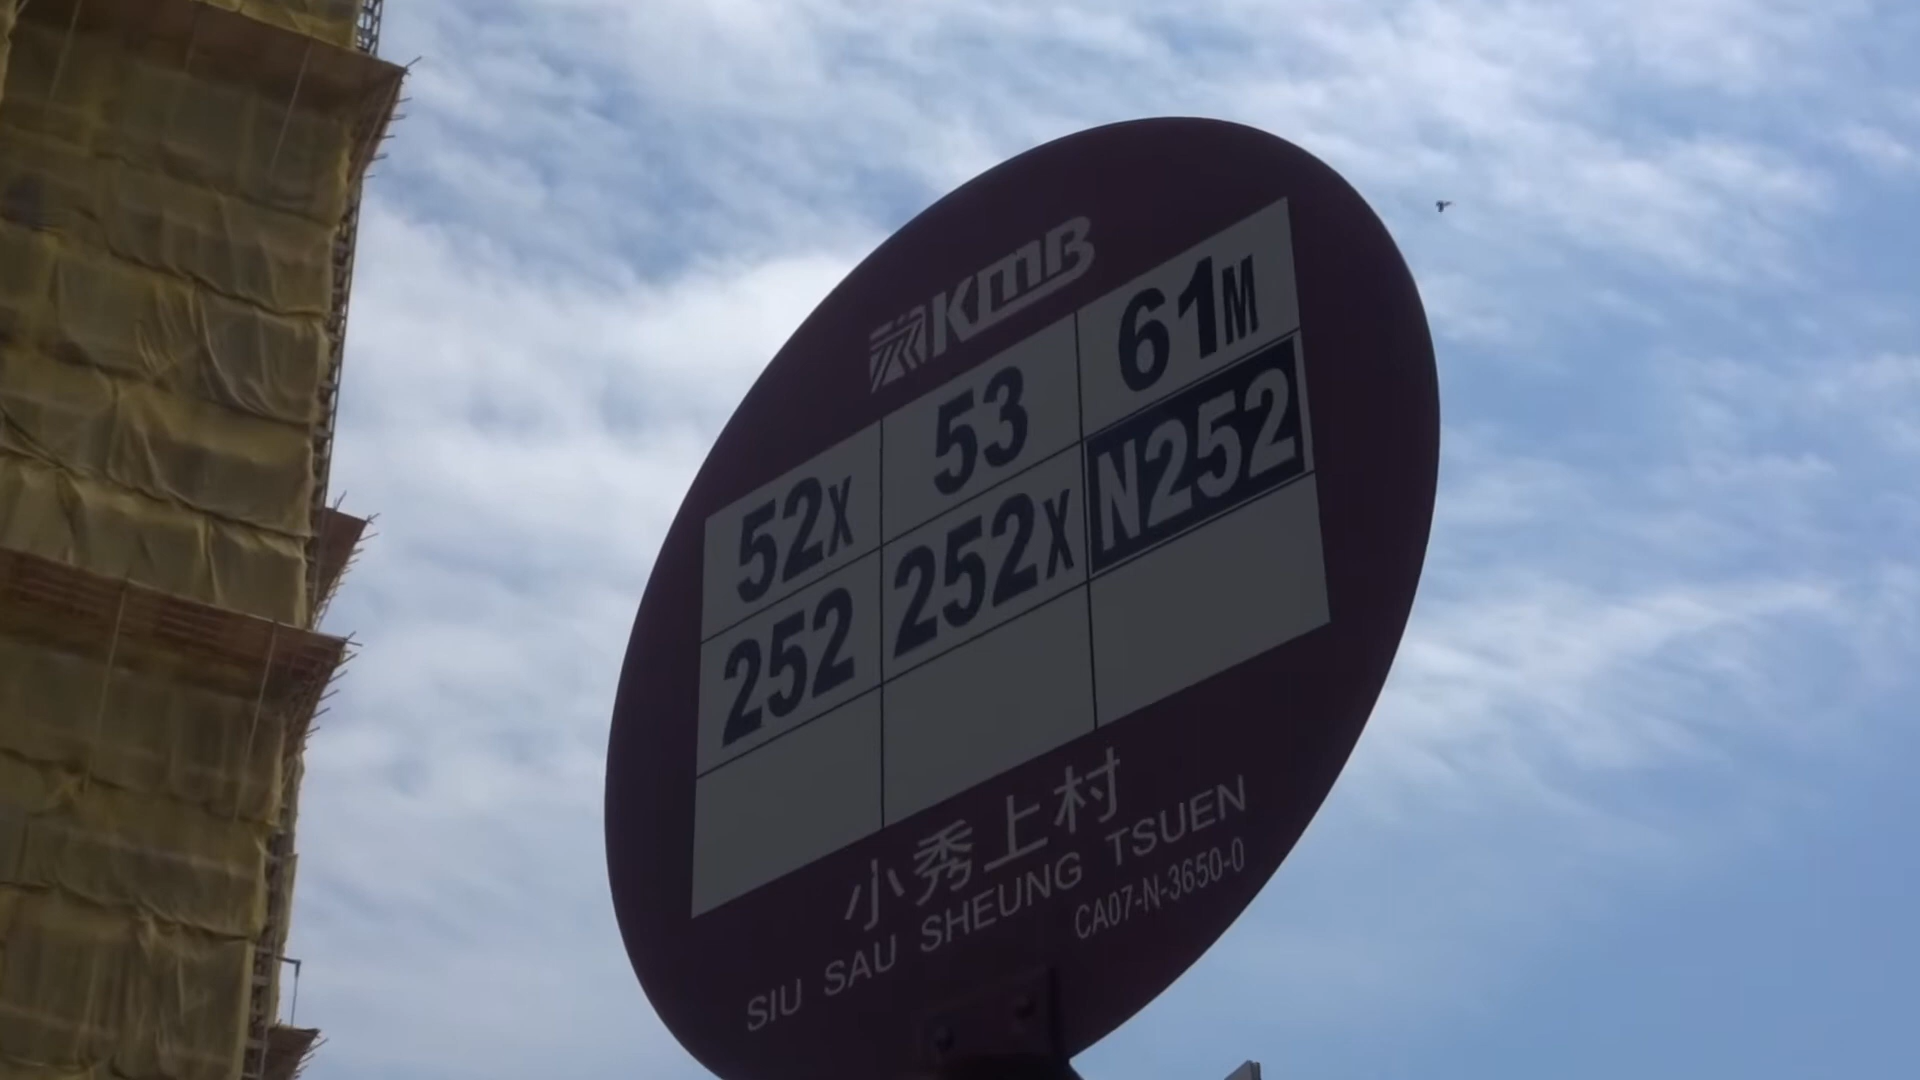 KMB
52X 53 61M
252 252X N252
小秀上村
SIU SAU SHEUNG TSUEN
CA07-N-3650-0